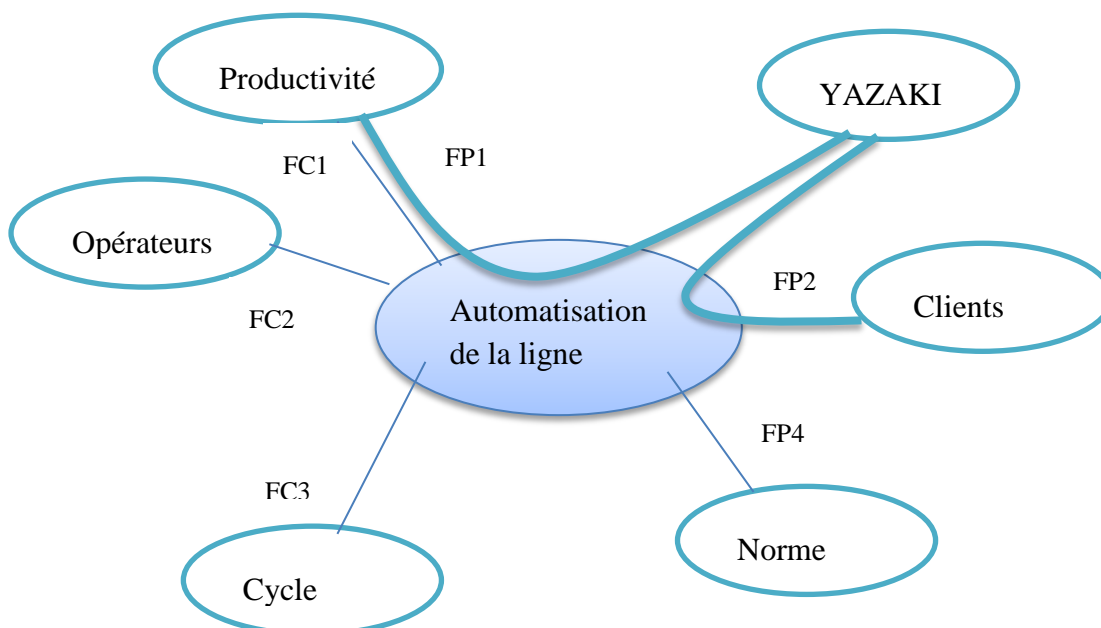 Productivité
YAZAKI
FC1
FP1
Opérateurs
FC2
FP2
Clients
Automatisation
de la ligne
FP4
FC3
Norme
Cycle